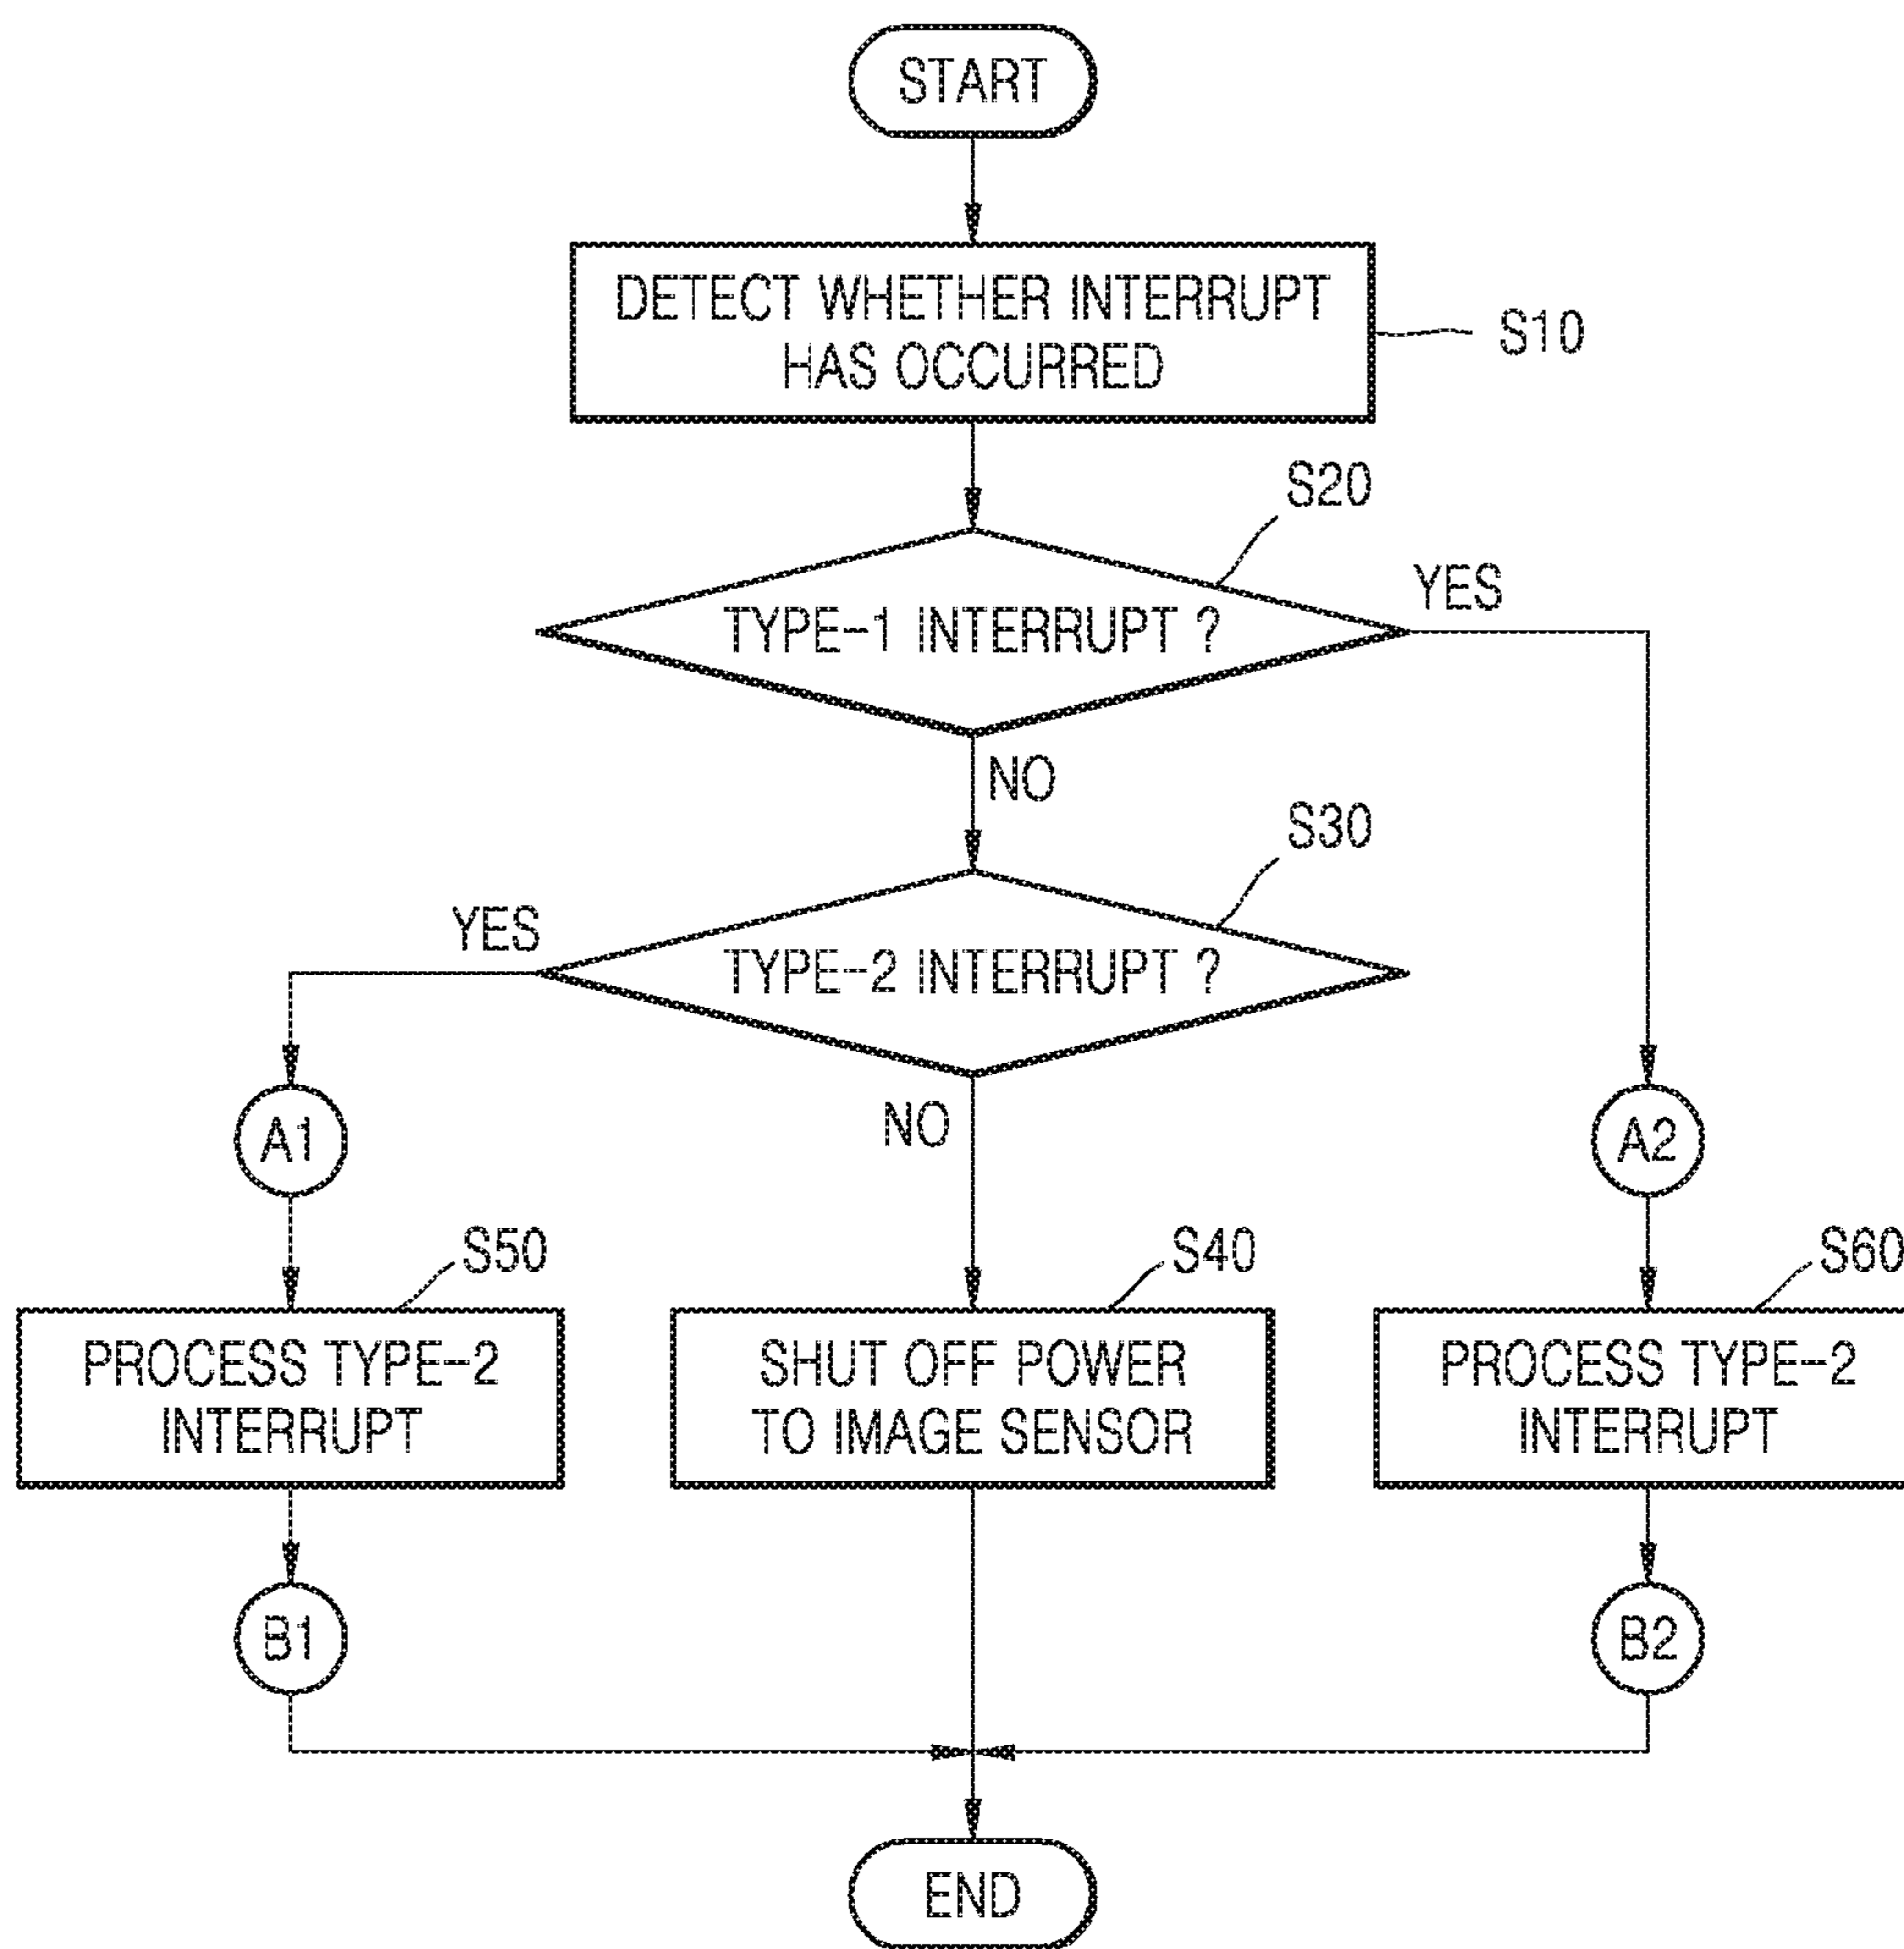 START
DETECT WHETHER INTERRUPT
HAS OCCURRED
S10
S20
TYPE-1 INTERRUPT ?
YES
NO
S30
YES
TYPE-2 INTERRUPT ?
NO
A1
A2
S50
S40
S60
PROCESS TYPE-2
INTERRUPT
SHUT OFF POWER
TO IMAGE SENSOR
PROCESS TYPE-2
INTERRUPT
B1
B2
END